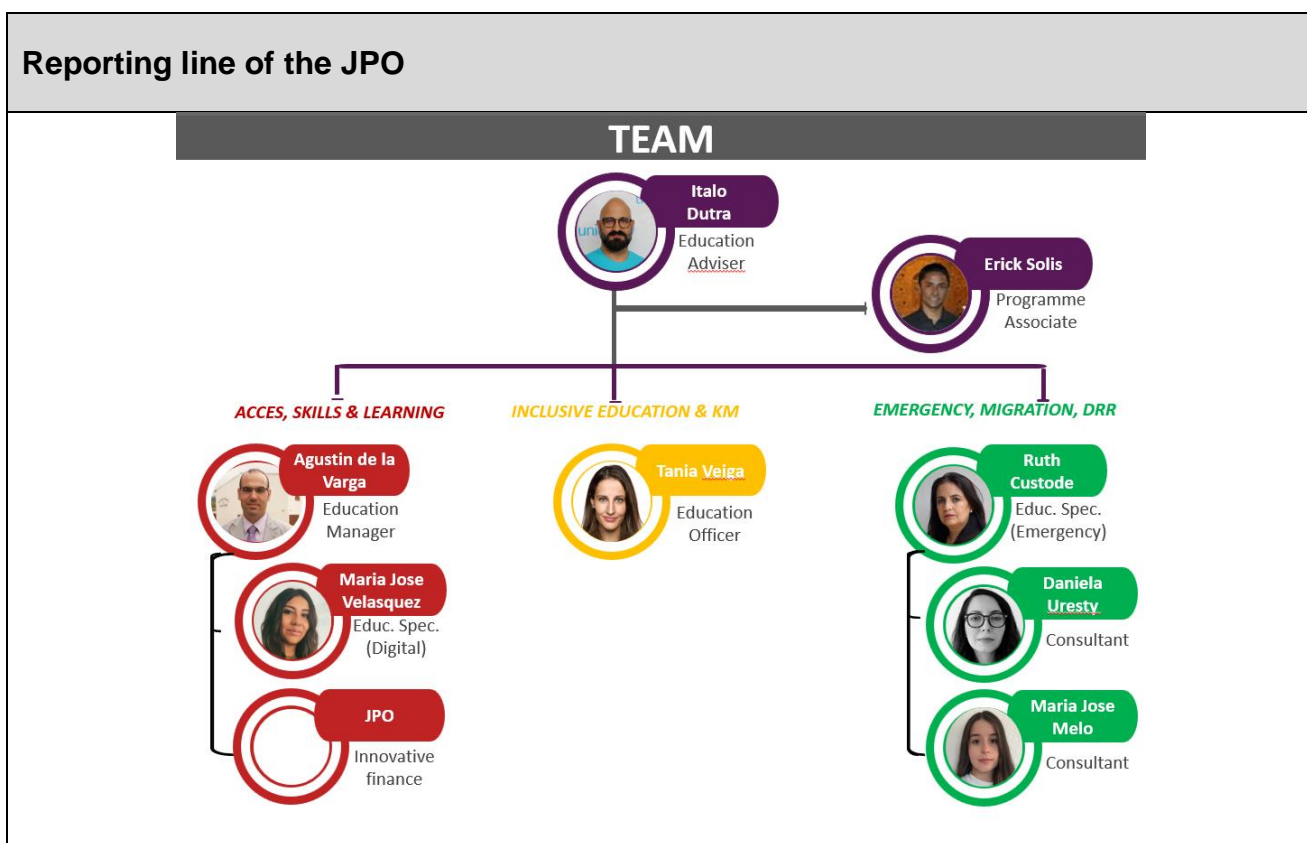 Reporting line of the JPO
TEAM
Italo
Dutra
Education
Adviser
Erick Solis
Programme
Associate
ACCES, SKILLS & LEARNING
INCLUSIVE EDUCATION & KM
EMERGENCY, MIGRATION, DRR
Agustin de la
Varga
Education
Manager
Tania Veiga
Education
Officer
Ruth
Custode
Educ. Spec.
(Emergency)
Maria Jose
Velasquez
Educ. Spec.
(Digital)
Daniela
Uresty
Consultant
JPO
Innovative
finance
Maria Jose
Melo
Consultant